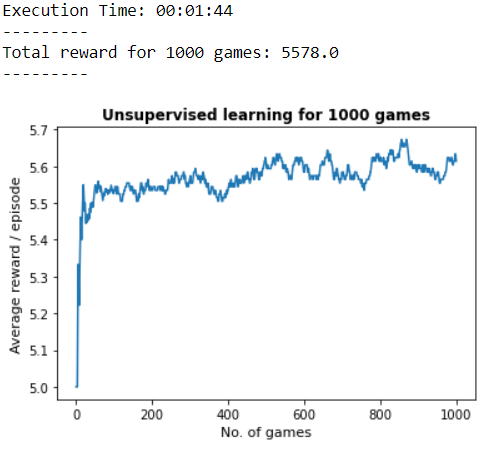 Execution Time: 00:01:44
---------
Total reward for 1000 games: 5578.0
---------
Unsupervised learning for 1000 games
5.7
5.6
5.5
5.4
5.3
5.2
5.1
5.0
Average reward / episode
0 200 400 600 800 1000
No. of games